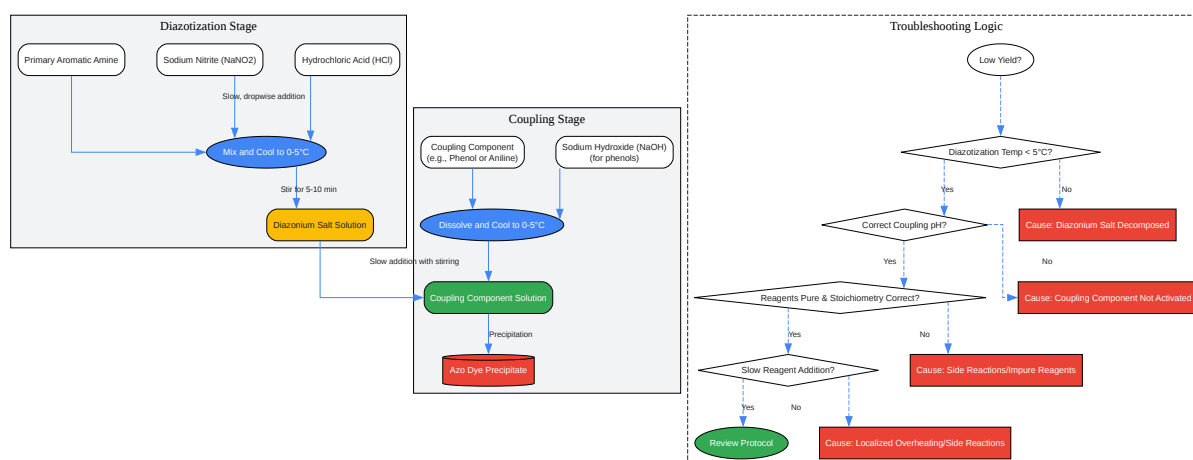 Diazotization Stage
Primary Aromatic Amine
Sodium Nitrite (NaNO2)
Hydrochloric Acid (HCl)
Slow, dropwise addition
Mix and Cool to 0-5°C
Stir for 5-10 min
Diazonium Salt Solution
Coupling Stage
Coupling Component
(e.g., Phenol or Aniline)
Sodium Hydroxide (NaOH)
(for phenols)
Dissolve and Cool to 0-5°C
Slow addition with stirring
Coupling Component Solution
Precipitation
Azo Dye Precipitate
Troubleshooting Logic
Low Yield?
Diazotization Temp < 5°C?
Yes
No
Correct Coupling pH?
Cause: Diazonium Salt Decomposed
Yes
No
Reagents Pure & Stoichiometry Correct?
Cause: Coupling Component Not Activated
Yes
No
Slow Reagent Addition?
Cause: Side Reactions/Impure Reagents
Yes
No
Review Protocol
Cause: Localized Overheating/Side Reactions